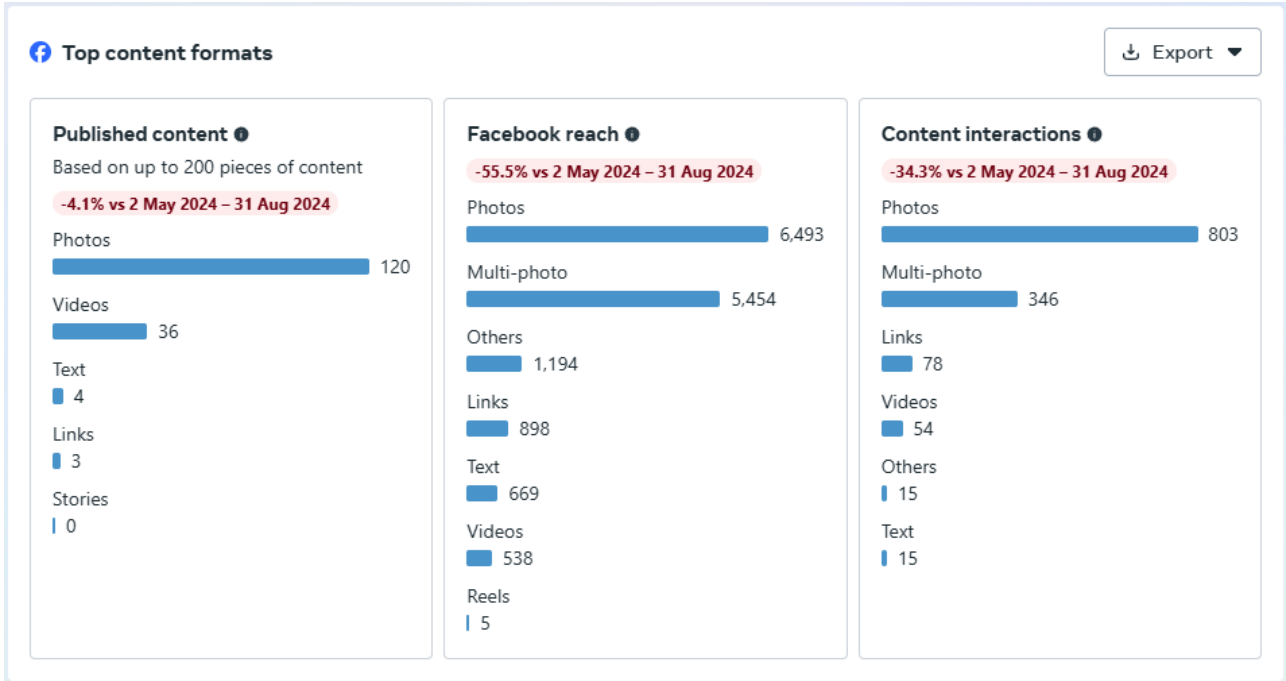 Top content formats
Export
Published content
Based on up to 200 pieces of content
-4.1% vs 2 May 2024 – 31 Aug 2024
Photos
120
Videos
36
Text
4
Links
3
Stories
0
Facebook reach
-55.5% vs 2 May 2024 – 31 Aug 2024
Photos
6,493
Multi-photo
5,454
Others
1,194
Links
898
Text
669
Videos
538
Reels
5
Content interactions
-34.3% vs 2 May 2024 – 31 Aug 2024
Photos
803
Multi-photo
346
Links
78
Videos
54
Others
15
Text
15